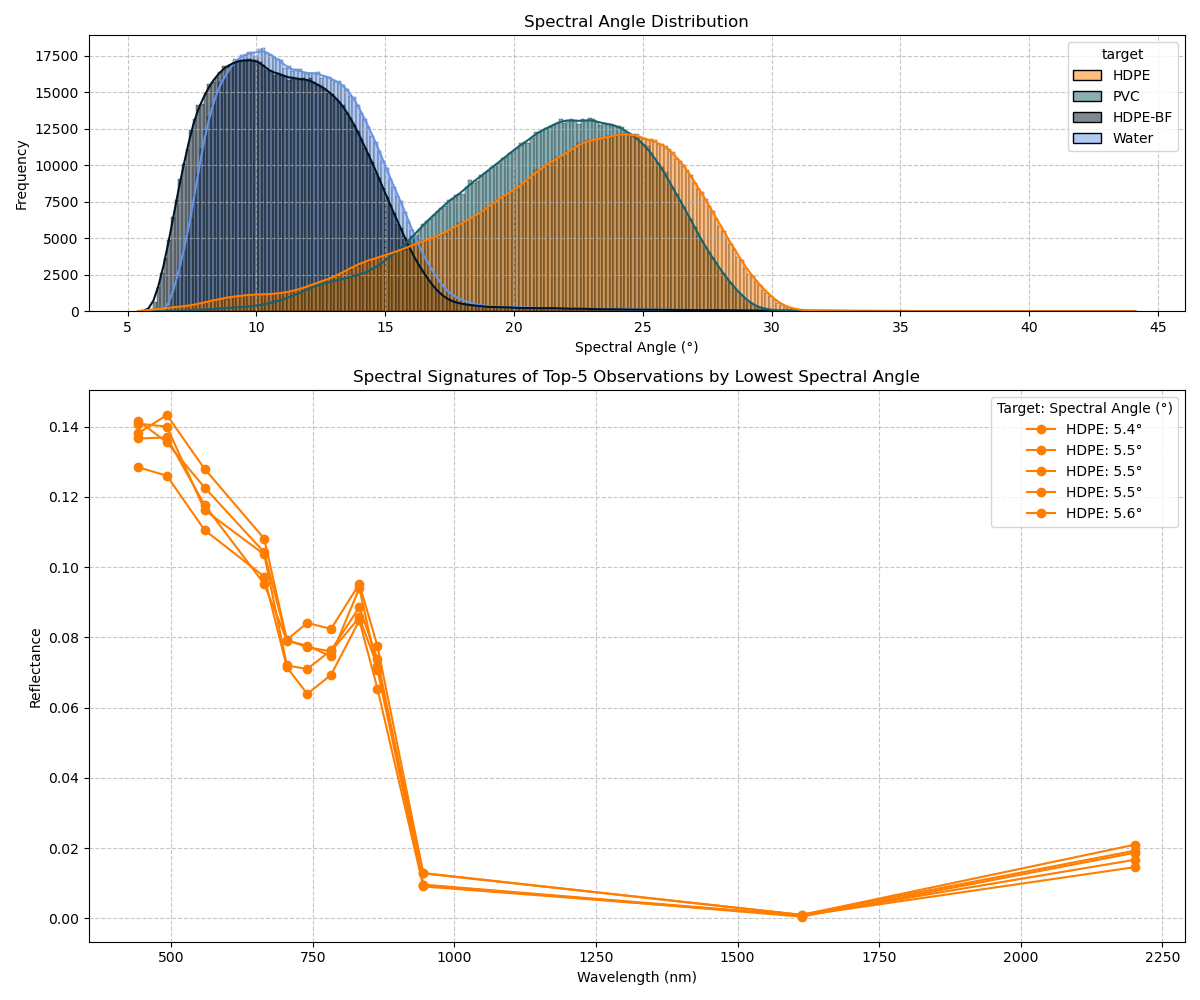 Spectral Angle Distribution
Frequency
17500
15000
12500
10000
7500
5000
2500
0
5 10 15 20 25 30 35 40 45
Spectral Angle (°)
target
HDPE
PVC
HDPE-BF
Water
Spectral Signatures of Top-5 Observations by Lowest Spectral Angle
Reflectance
0.14
0.12
0.10
0.08
0.06
0.04
0.02
0.00
500 750 1000 1250 1500 1750 2000 2250
Wavelength (nm)
Target: Spectral Angle (°)
HDPE: 5.4°
HDPE: 5.5°
HDPE: 5.5°
HDPE: 5.5°
HDPE: 5.6°